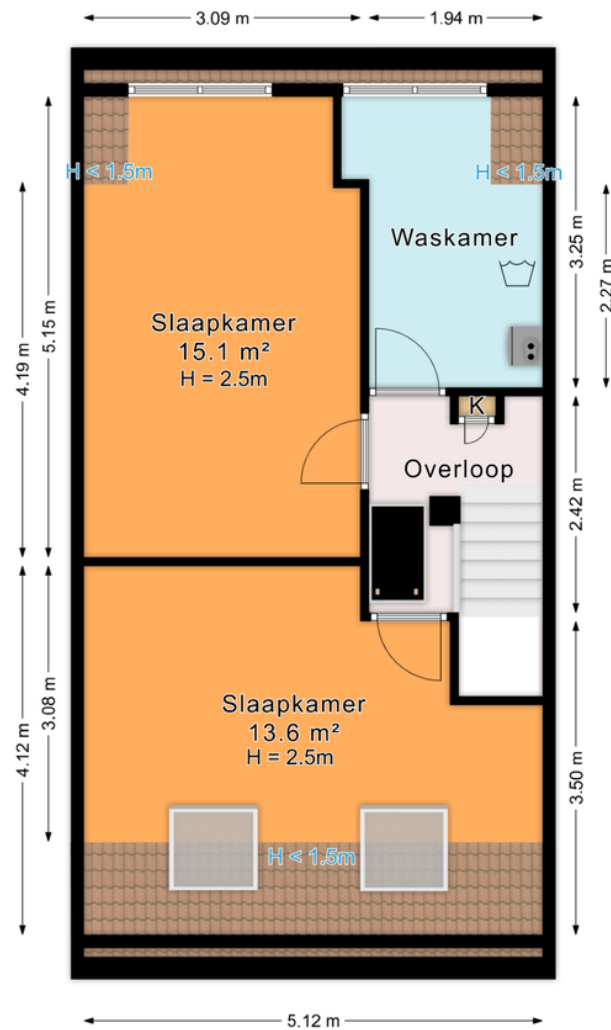 3.09 m
1.94 m
H < 1.5m
H < 1.5m
Waskamer
3.25 m
2.27 m
5.15 m
4.19 m
Slaapkamer
15.1 m²
H = 2.5m
K
Overloop
2.42 m
Slaapkamer
13.6 m²
H = 2.5m
3.08 m
4.12 m
3.50 m
H < 1.5m
5.12 m